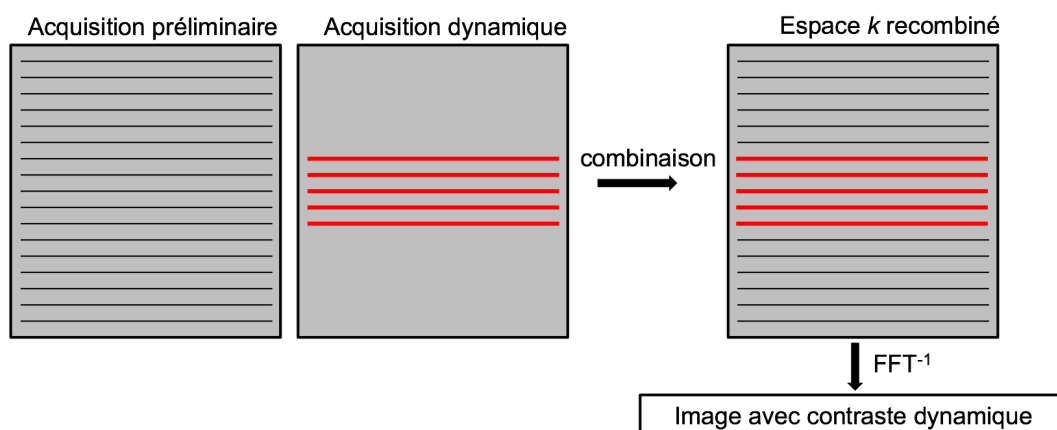 Acquisition préliminaire
Acquisition dynamique
Espace k recombiné
combinaison
FFT-1
Image avec contraste dynamique